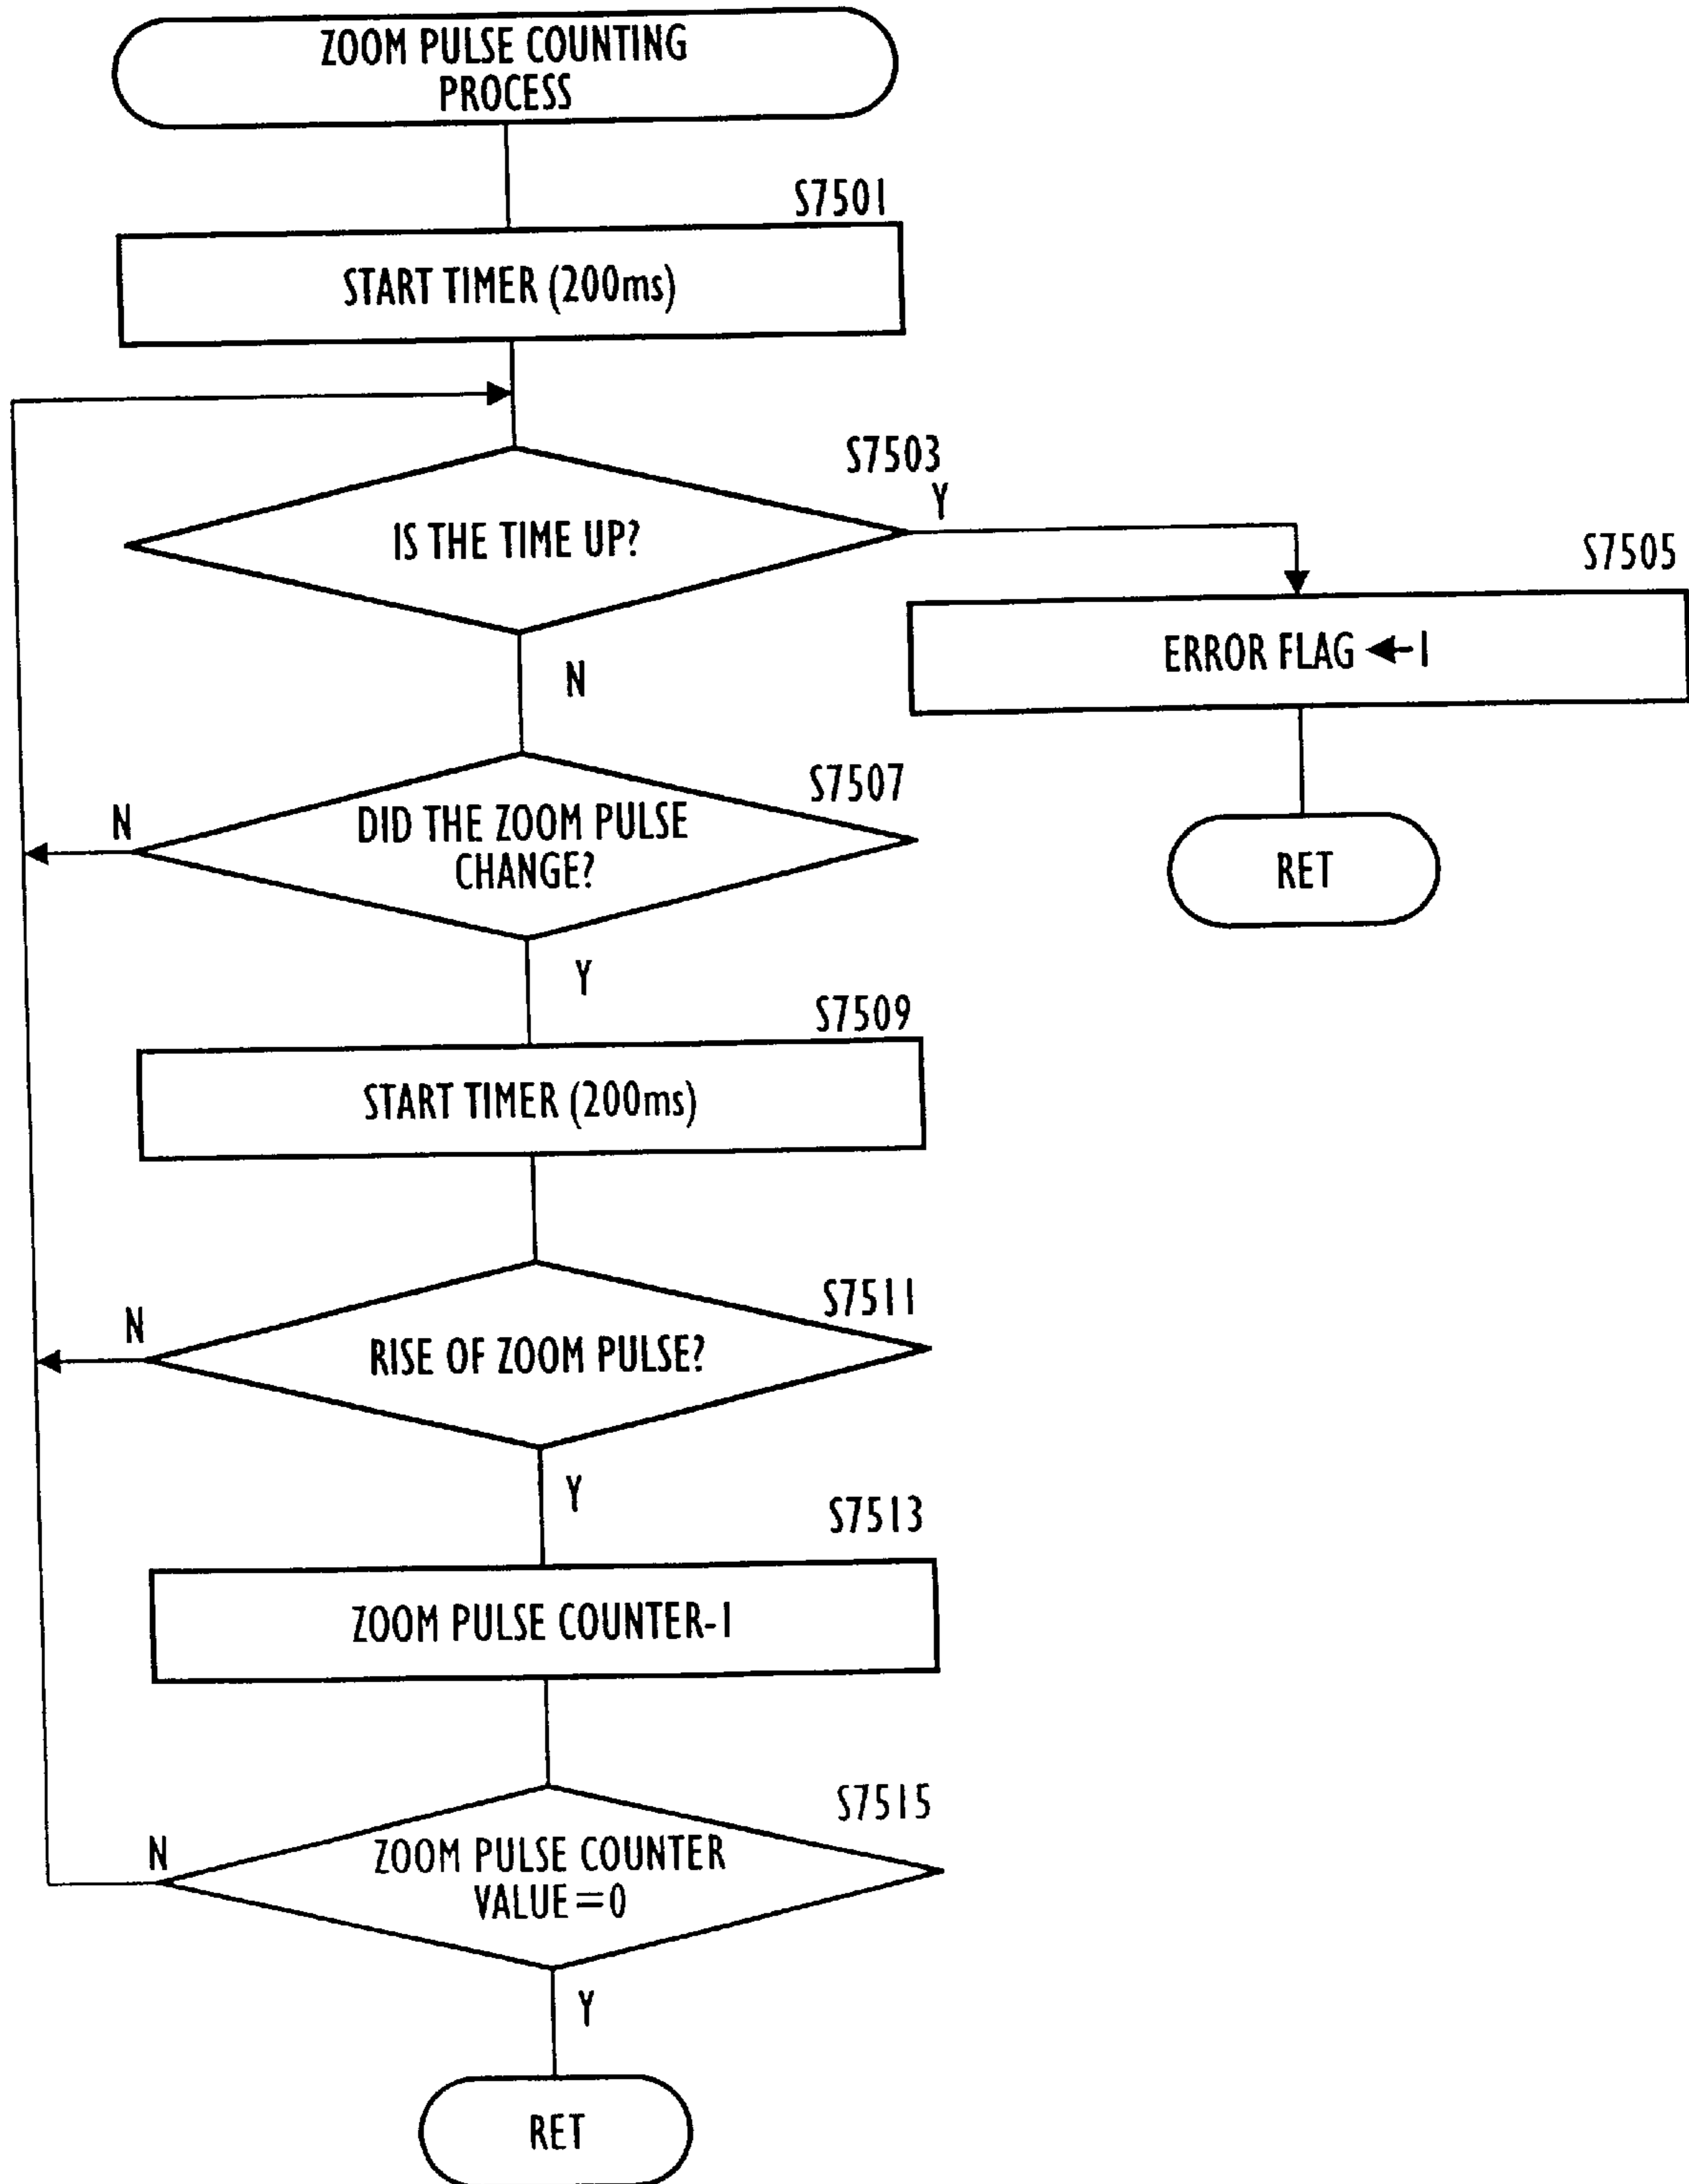 ZOOM PULSE COUNTING
PROCESS
S7501
START TIMER (200ms)
S7503
Y
IS THE TIME UP?
S7505
ERROR FLAG ←1
N
S7507
N
DID THE ZOOM PULSE
CHANGE?
RET
Y
S7509
START TIMER (200ms)
S7511
N
RISE OF ZOOM PULSE?
Y
S7513
ZOOM PULSE COUNTER-1
S7515
N
ZOOM PULSE COUNTER
VALUE=0
Y
RET